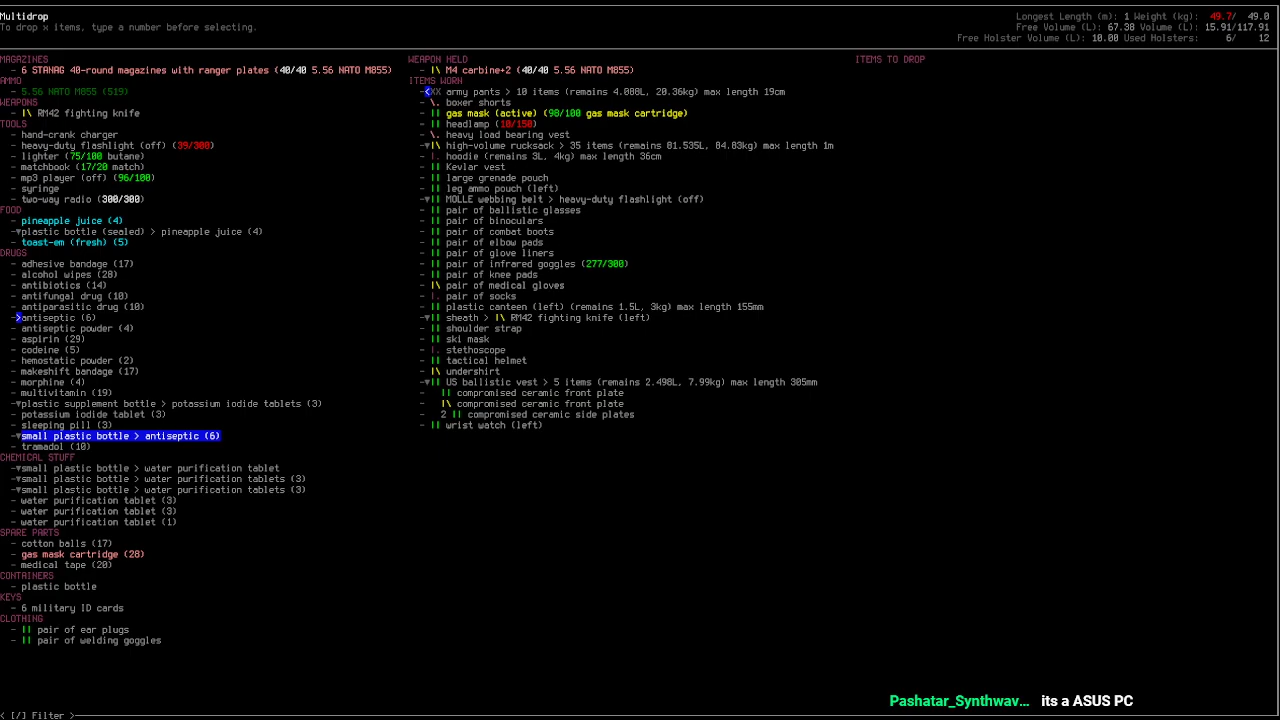 Multidrop
To drop x items, type a number before selecting.
Longest Length (m): 1 Weight (kg): 49.7/ 49.0
Free Volume (L): 67.38 Volume (L): 15.91/117.91
Free Holster Volume (L): 10.00 Used Holsters: 6/ 12
MAGAZINES
- 6 STANAG 40-round magazines with ranger plates (40/40 5.56 NATO M855)
AMMO
- 5.56 NATO M855 (519)
WEAPONS
- |\ RM42 fighting knife
TOOLS
- hand-crank charger
- heavy-duty flashlight (off) (39/300)
- lighter (75/100 butane)
- matchbook (17/20 match)
- mp3 player (off) (96/100)
- syringe
- two-way radio (300/300)
FOOD
- pineapple juice (4)
-▼plastic bottle (sealed) > pineapple juice (4)
- toast-em (fresh) (5)
DRUGS
- adhesive bandage (17)
- alcohol wipes (28)
- antibiotics (14)
- antifungal drug (10)
- antiparasitic drug (10)
->antiseptic (6)
- antiseptic powder (4)
- aspirin (29)
- codeine (5)
- hemostatic powder (2)
- makeshift bandage (17)
- morphine (4)
- multivitamin (19)
-▼plastic supplement bottle > potassium iodide tablets (3)
- potassium iodide tablet (3)
- sleeping pill (3)
-▼small plastic bottle > antiseptic (6)
- tramadol (10)
CHEMICAL STUFF
-▼small plastic bottle > water purification tablet
-▼small plastic bottle > water purification tablets (3)
-▼small plastic bottle > water purification tablets (3)
- water purification tablet (3)
- water purification tablet (3)
- water purification tablet (1)
SPARE PARTS
- cotton balls (17)
- gas mask cartridge (28)
- medical tape (20)
CONTAINERS
- plastic bottle
KEYS
- 6 military ID cards
CLOTHING
- || pair of ear plugs
- || pair of welding goggles
WEAPON HELD
- |\ M4 carbine+2 (40/40 5.56 NATO M855)
ITEMS WORN
-<XX army pants > 10 items (remains 4.080L, 20.36kg) max length 19cm
- \. boxer shorts
- || gas mask (active) (98/100 gas mask cartridge)
- || headlamp (10/150)
- \. heavy load bearing vest
-▼|\ high-volume rucksack > 35 items (remains 81.535L, 84.83kg) max length 1m
- |. hoodie (remains 3L, 4kg) max length 36cm
- || Kevlar vest
- || large grenade pouch
- || leg ammo pouch (left)
-▼|| MOLLE webbing belt > heavy-duty flashlight (off)
- || pair of ballistic glasses
- || pair of binoculars
- || pair of combat boots
- || pair of elbow pads
- || pair of glove liners
- || pair of infrared goggles (277/300)
- || pair of knee pads
- |\ pair of medical gloves
- |. pair of socks
- || plastic canteen (left) (remains 1.5L, 3kg) max length 155mm
-▼|| sheath > |\ RM42 fighting knife (left)
- || shoulder strap
- || ski mask
- |. stethoscope
- || tactical helmet
- |\ undershirt
-▼|| US ballistic vest > 5 items (remains 2.498L, 7.99kg) max length 305mm
- || compromised ceramic front plate
- |\ compromised ceramic front plate
- 2 || compromised ceramic side plates
- || wrist watch (left)
ITEMS TO DROP
Pashatar_Synthwav… its a ASUS PC
< [/] Filter >